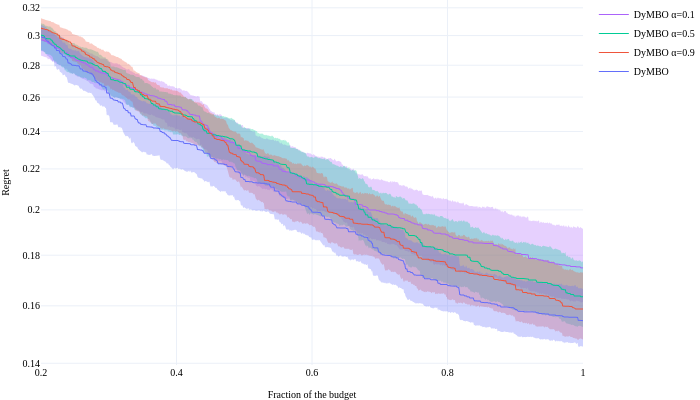 0.32
0.3
0.28
0.26
0.24
0.22
0.2
0.18
0.16
0.14
Regret
0.2
0.4
0.6
0.8
1
Fraction of the budget
DyMBO α=0.1
DyMBO α=0.5
DyMBO α=0.9
DyMBO